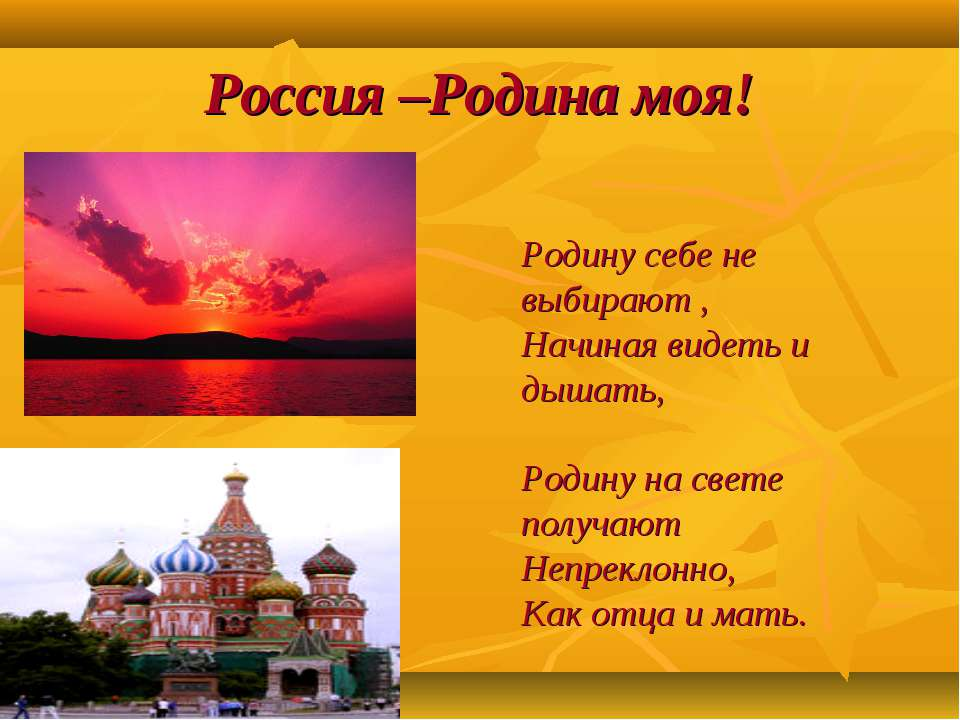 Россия –Родина моя!
Родину себе не
выбирают ,
Начиная видеть и
дышать,
Родину на свете
получают
Непреклонно,
Как отца и мать.